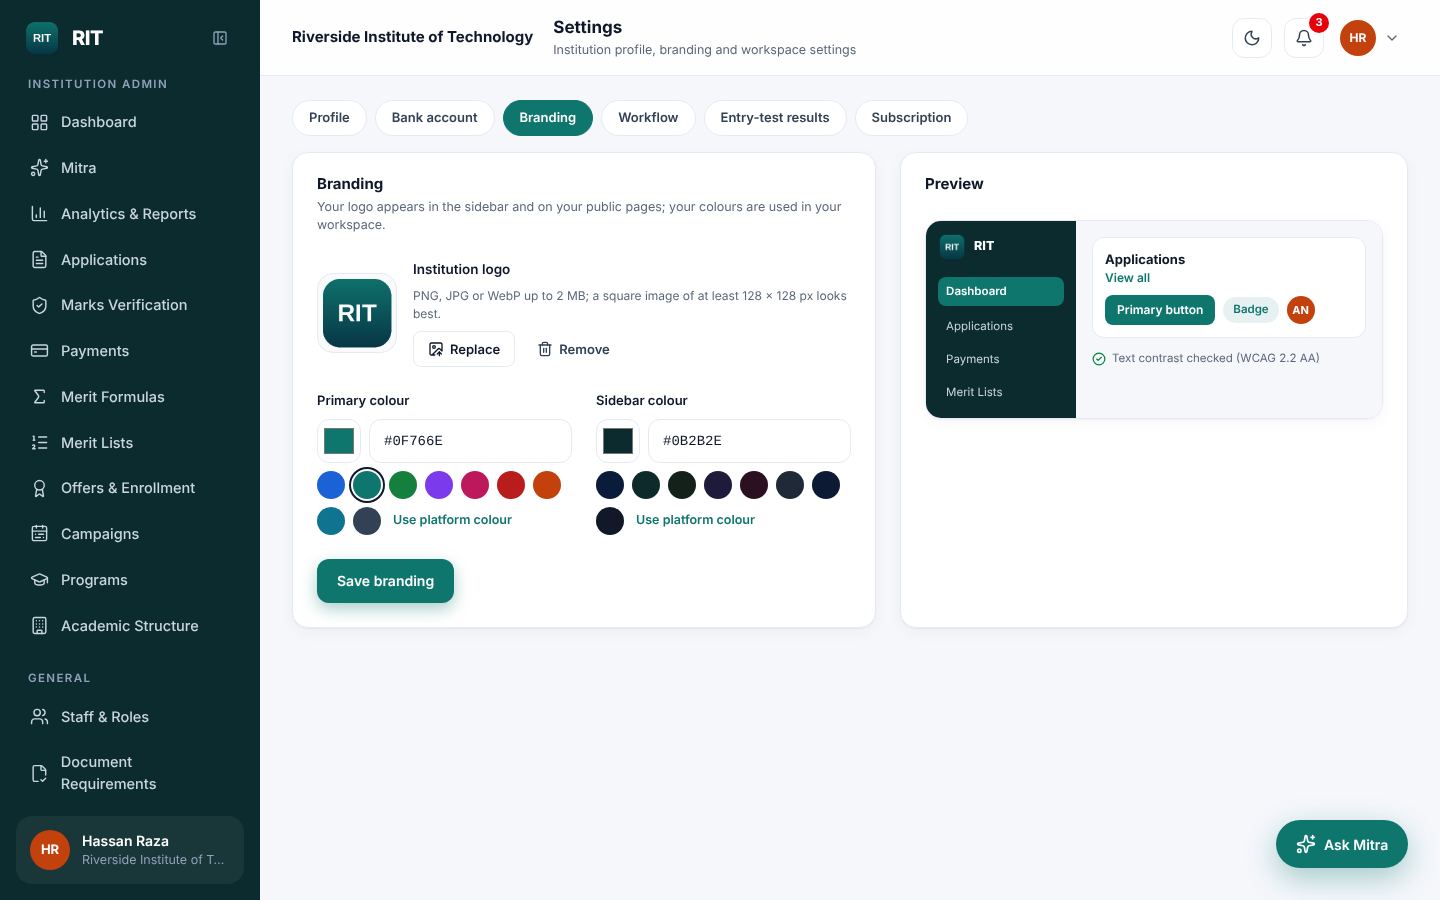 RIT
RIT
INSTITUTION ADMIN
Dashboard
Mitra
Analytics & Reports
Applications
Marks Verification
Payments
Merit Formulas
Merit Lists
Offers & Enrollment
Campaigns
Programs
Academic Structure
GENERAL
Staff & Roles
Document
Requirements
HR
Hassan Raza
Riverside Institute of T...
Riverside Institute of Technology
Settings
Institution profile, branding and workspace settings
3
HR
Profile
Bank account
Branding
Workflow
Entry-test results
Subscription
Branding
Your logo appears in the sidebar and on your public pages; your colours are used in your
workspace.
RIT
Institution logo
PNG, JPG or WebP up to 2 MB; a square image of at least 128 × 128 px looks
best.
Replace
Remove
Primary colour
#0F766E
Use platform colour
Sidebar colour
#0B2B2E
Use platform colour
Save branding
Preview
RIT
RIT
Dashboard
Applications
Payments
Merit Lists
Applications
View all
Primary button
Badge
AN
Text contrast checked (WCAG 2.2 AA)
Ask Mitra